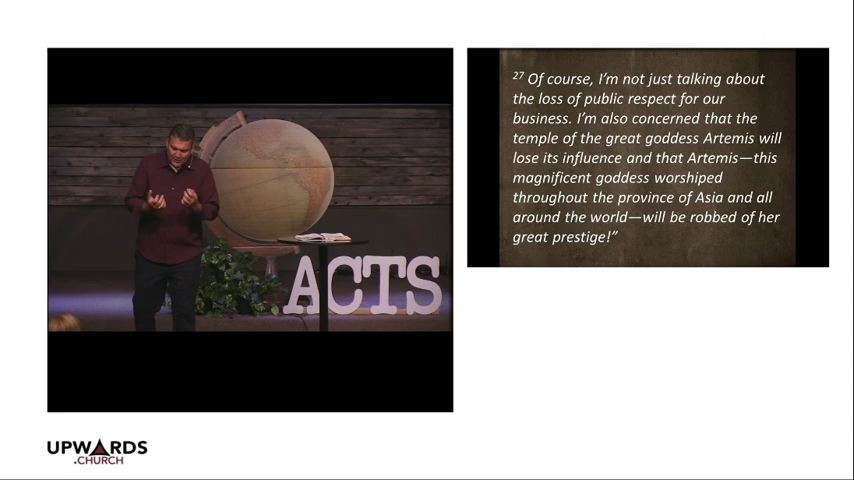 27 Of course, I'm not just talking about
the loss of public respect for our
business. I'm also concerned that the
temple of the great goddess Artemis will
lose its influence and that Artemis—this
magnificent goddess worshiped
throughout the province of Asia and all
around the world—will be robbed of her
great prestige!”
ACTS
UPWARDS
.CHURCH